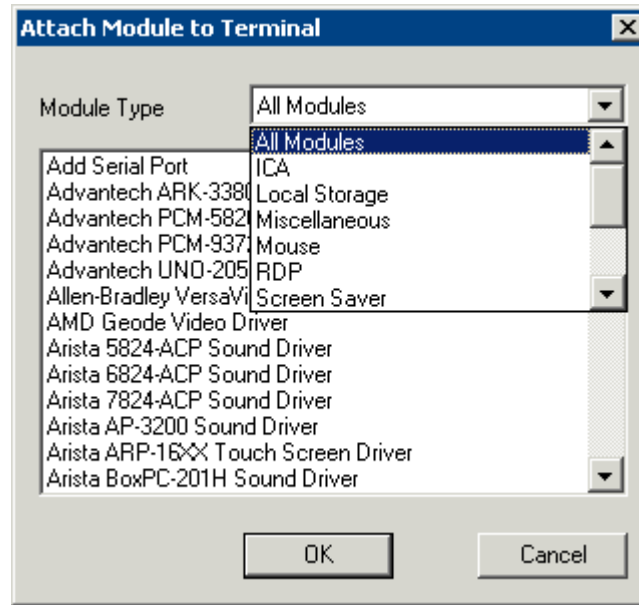 Attach Module to Terminal
Module Type
All Modules
All Modules
ICA
Local Storage
Miscellaneous
Mouse
RDP
Screen Saver
Add Serial Port
Advantech ARK-3380
Advantech PCM-582
Advantech PCM-937
Advantech UNO-205
Allen-Bradley VersaVi
AMD Geode Video Driver
Arista 5824-ACP Sound Driver
Arista 6824-ACP Sound Driver
Arista 7824-ACP Sound Driver
Arista AP-3200 Sound Driver
Arista ARP-16XX Touch Screen Driver
Arista BoxPC-201H Sound Driver
OK
Cancel